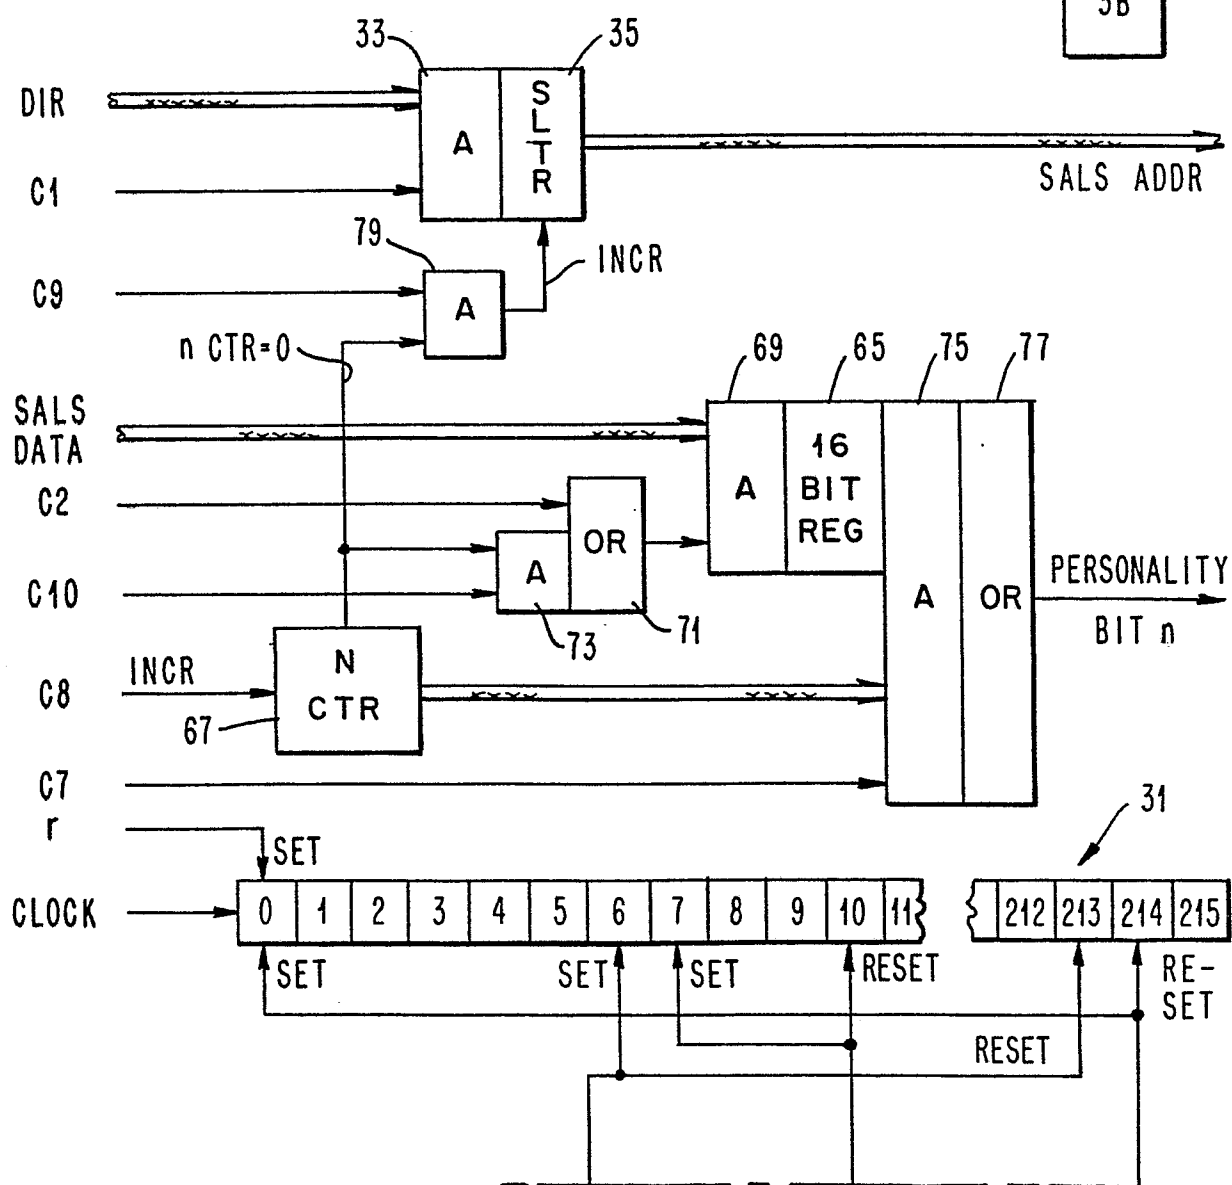 3B
33
35
DIR
A
SLTR
C1
SALS ADDR
79
INCR
C9
A
n CTR=0
69
65
75
77
SALS
DATA
16
BIT
REG
A
C2
OR
A
C10
A
OR
PERSONALITY
BIT n
73
71
N
CTR
INCR
C8
67
C7
r
31
SET
CLOCK
0 1 2 3 4 5 6 7 8 9 10 11 212 213 214 215
SET
SET
SET
RESET
RE-
SET
RESET